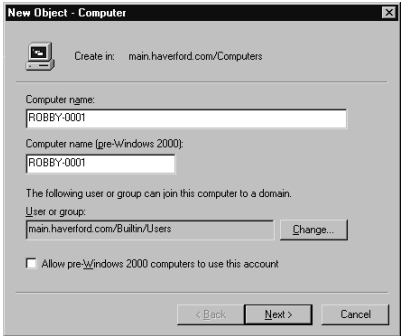 New Object - Computer
Create in: main.haverford.com/Computers
Computer name:
ROBBY-0001
Computer name (pre-Windows 2000):
ROBBY-0001
The following user or group can join this computer to a domain.
User or group:
main.haverford.com/Builtin/Users
Change...
Allow pre-Windows 2000 computers to use this account
< Back Next > Cancel